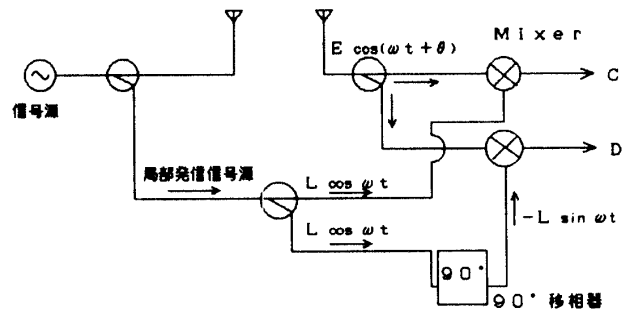 E cos(ωt+θ)
Mixer
C
信号源
D
局部発信信号源
L cos ωt
-L sin ωt
L cos ωt
90°
90°移相器